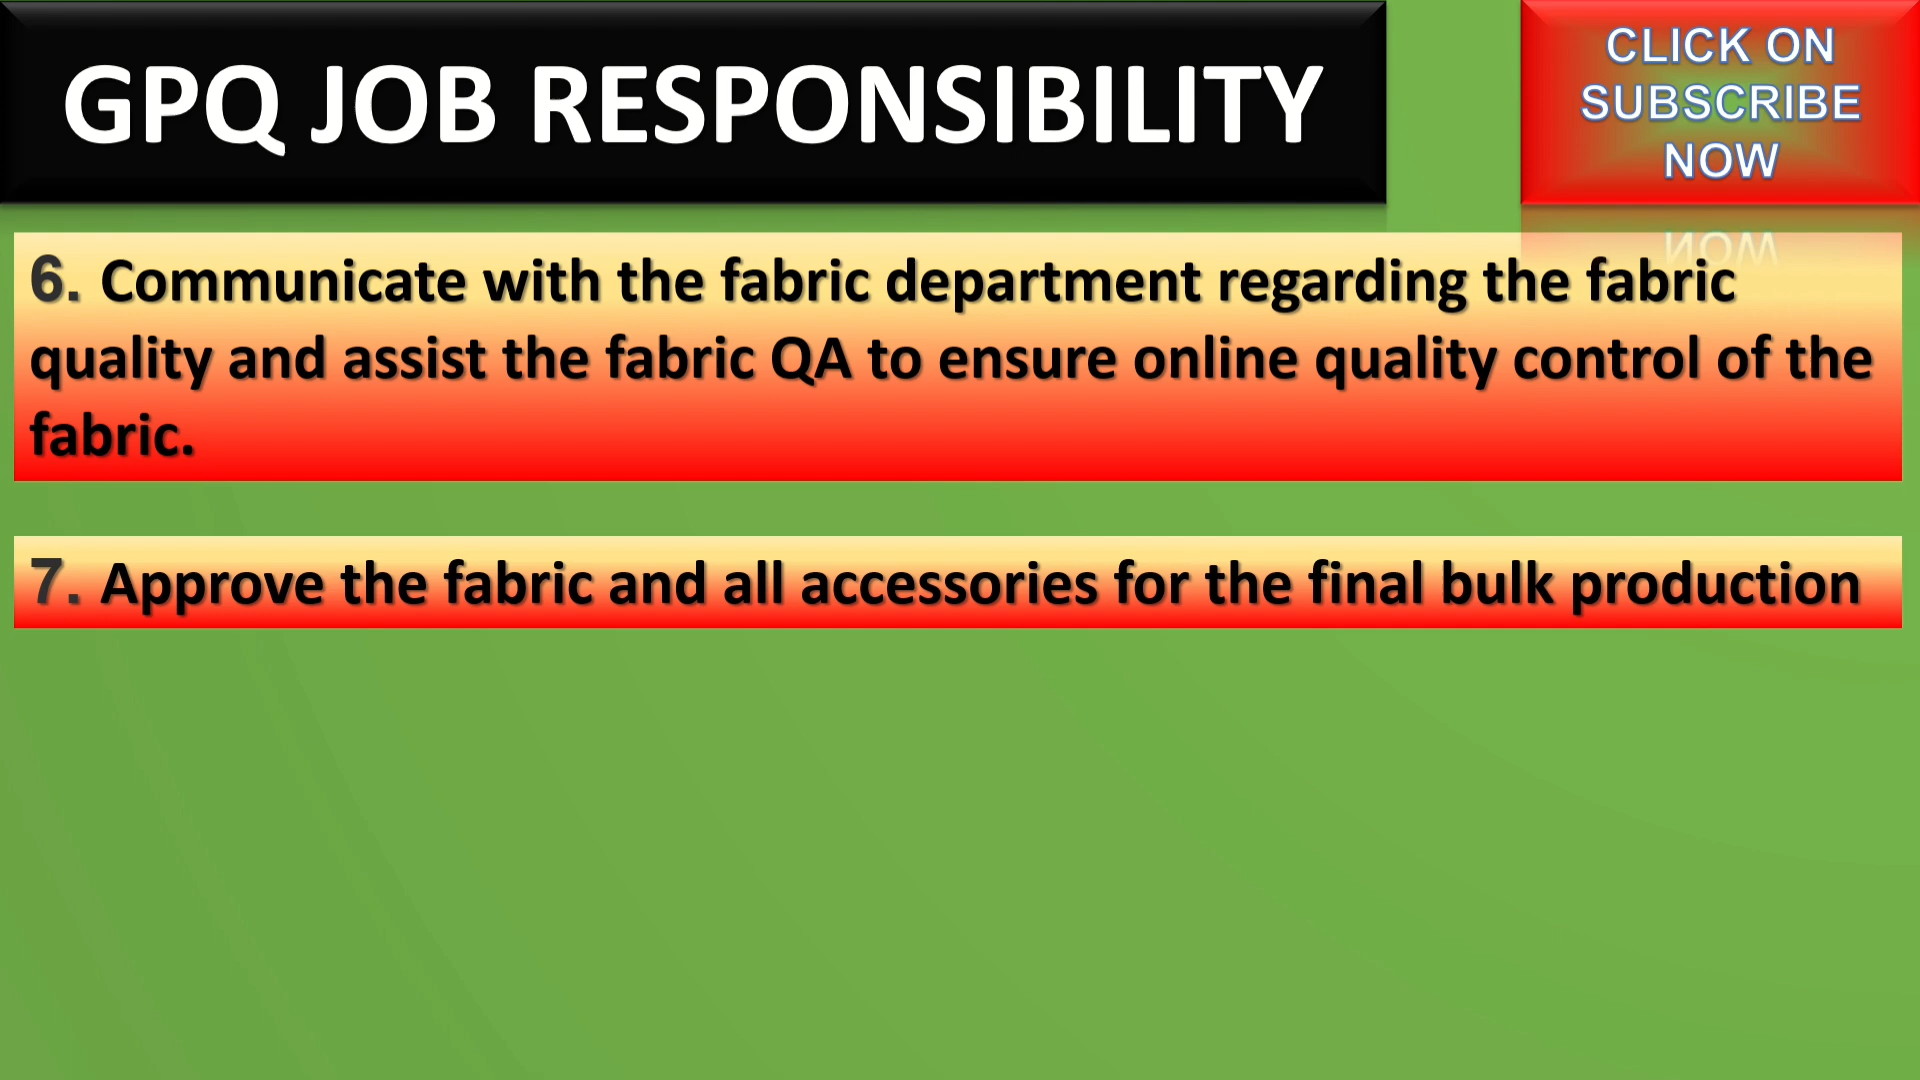 GPQ JOB RESPONSIBILITY
CLICK ON
SUBSCRIBE
NOW
6. Communicate with the fabric department regarding the fabric
quality and assist the fabric QA to ensure online quality control of the
fabric.
7. Approve the fabric and all accessories for the final bulk production